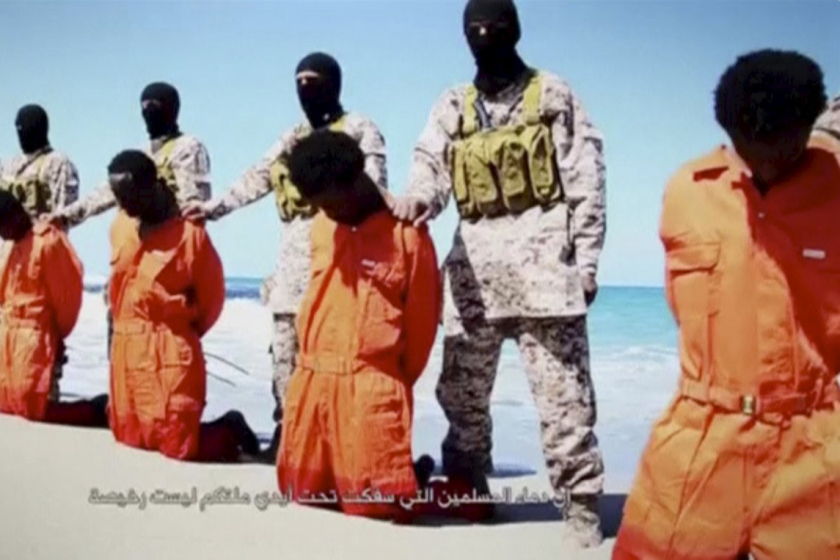 إن دماء المسلمين التي سفكت تحت أيدي ملتكم ليست رخيصة